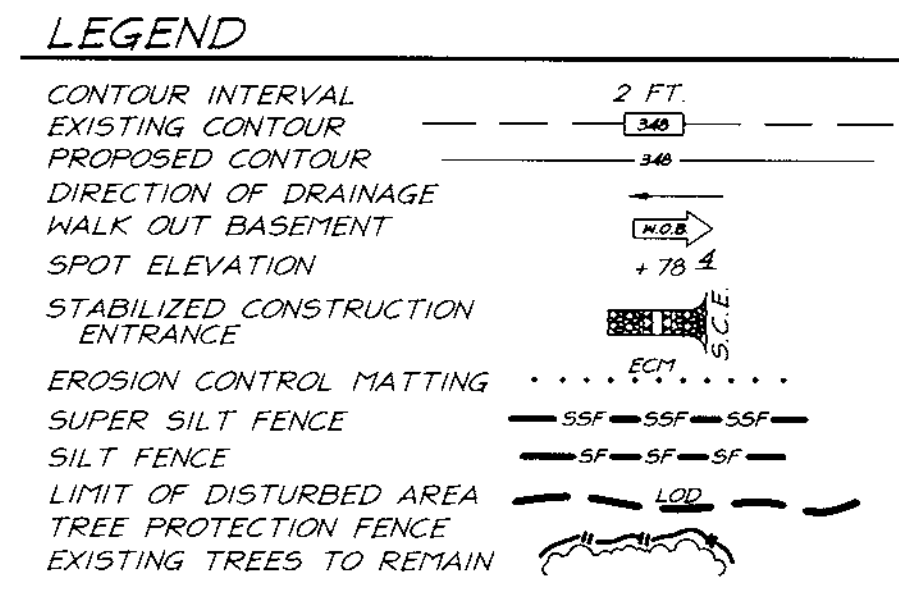 LEGEND
CONTOUR INTERVAL 2 FT.
EXISTING CONTOUR 348
PROPOSED CONTOUR 348
DIRECTION OF DRAINAGE
WALK OUT BASEMENT W.O.B.
SPOT ELEVATION + 78 4
STABILIZED CONSTRUCTION
ENTRANCE S.C.E.
EROSION CONTROL MATTING ECM
SUPER SILT FENCE SSF SSF SSF
SILT FENCE SF SF SF
LIMIT OF DISTURBED AREA LOD
TREE PROTECTION FENCE
EXISTING TREES TO REMAIN